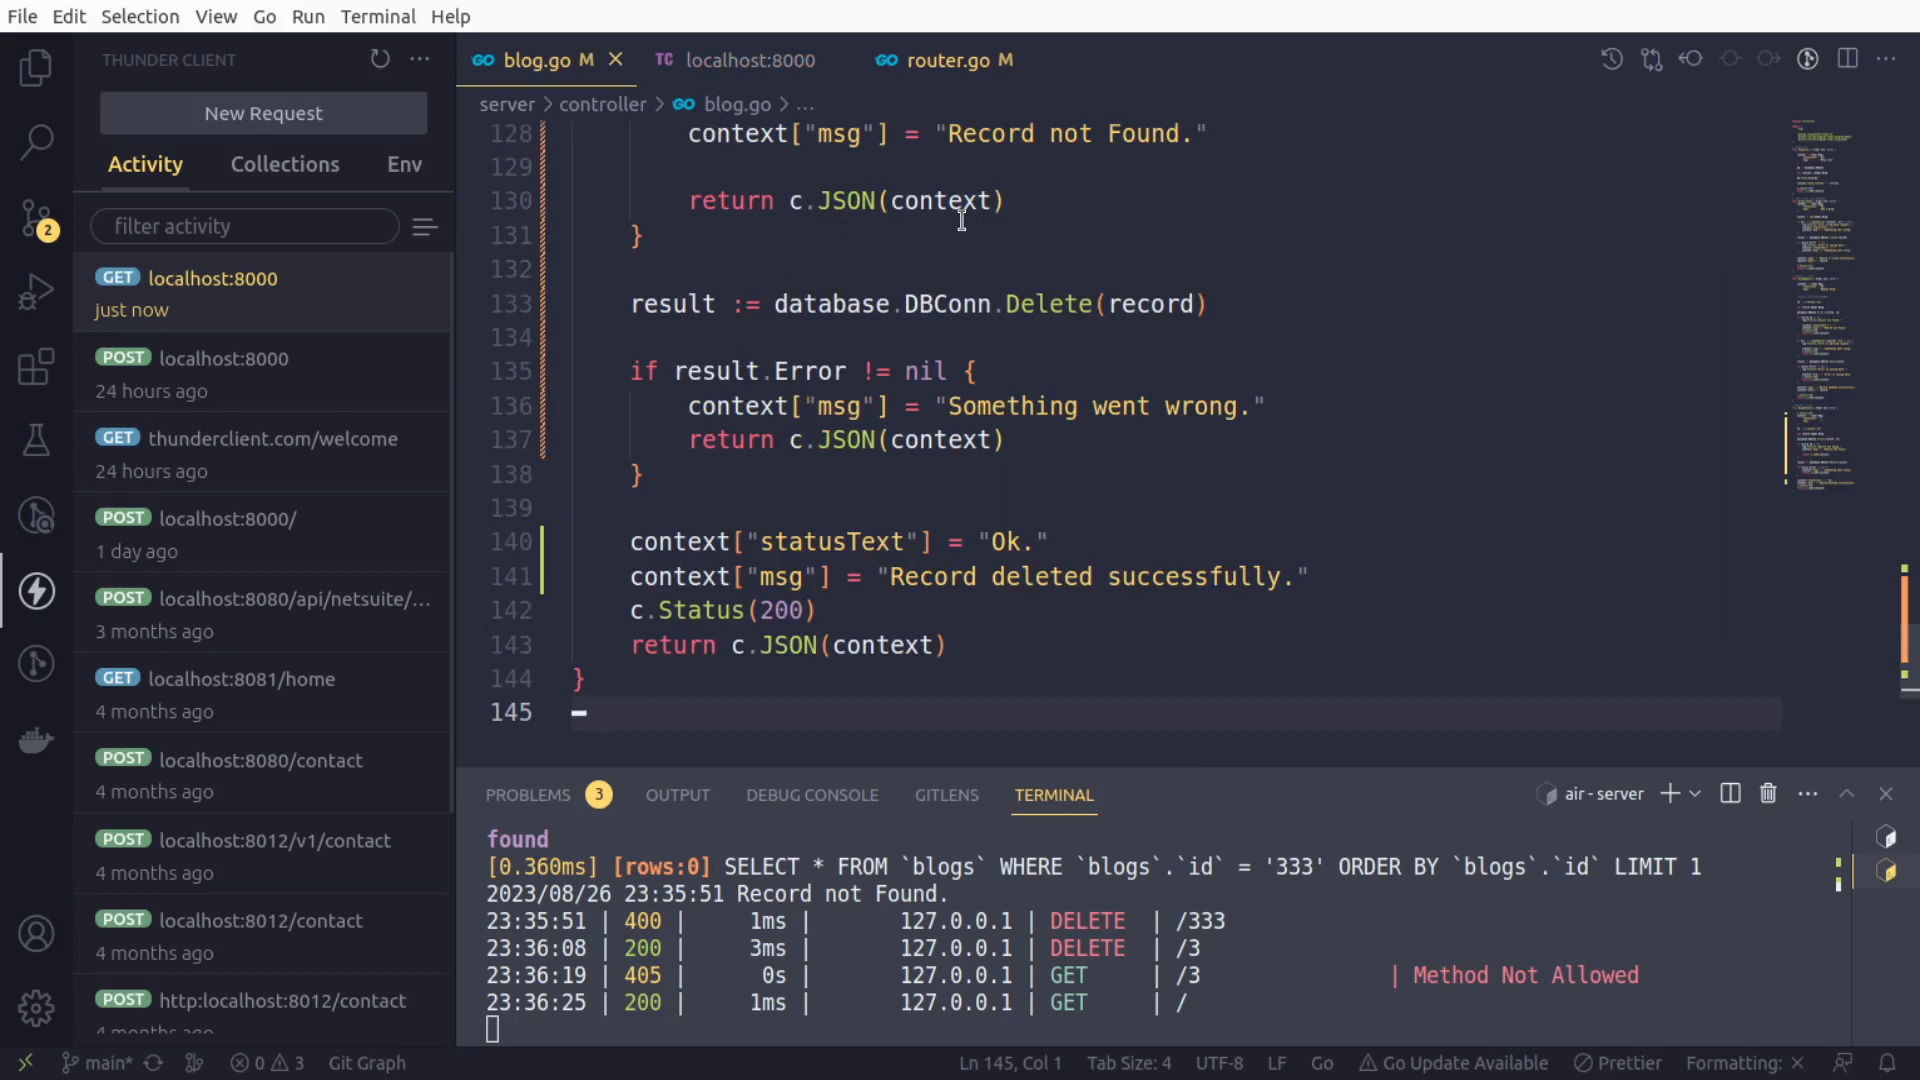 File Edit Selection View Go Run Terminal Help
THUNDER CLIENT
New Request
Activity Collections Env
filter activity
GET localhost:8000
just now
POST localhost:8000
24 hours ago
GET thunderclient.com/welcome
24 hours ago
POST localhost:8000/
1 day ago
POST localhost:8080/api/netsuite/...
3 months ago
GET localhost:8081/home
4 months ago
POST localhost:8080/contact
4 months ago
POST localhost:8012/v1/contact
4 months ago
POST localhost:8012/contact
4 months ago
POST http:localhost:8012/contact
4 months ago
2
GO blog.go M TC localhost:8000 GO router.go M
server > controller > GO blog.go > ...
128 context["msg"] = "Record not Found."
129
130 return c.JSON(context)
131 }
132
133 result := database.DBConn.Delete(record)
134
135 if result.Error != nil {
136 context["msg"] = "Something went wrong."
137 return c.JSON(context)
138 }
139
140 context["statusText"] = "Ok."
141 context["msg"] = "Record deleted successfully."
142 c.Status(200)
143 return c.JSON(context)
144 }
145
PROBLEMS 3 OUTPUT DEBUG CONSOLE GITLENS TERMINAL air - server
found
[0.360ms] [rows:0] SELECT * FROM `blogs` WHERE `blogs`.`id` = '333' ORDER BY `blogs`.`id` LIMIT 1
2023/08/26 23:35:51 Record not Found.
23:35:51 | 400 | 1ms | 127.0.0.1 | DELETE | /333
23:36:08 | 200 | 3ms | 127.0.0.1 | DELETE | /3
23:36:19 | 405 | 0s | 127.0.0.1 | GET | /3 | Method Not Allowed
23:36:25 | 200 | 1ms | 127.0.0.1 | GET | /
main* 0 3 Git Graph Ln 145, Col 1 Tab Size: 4 UTF-8 LF Go Go Update Available Prettier Formatting: ×